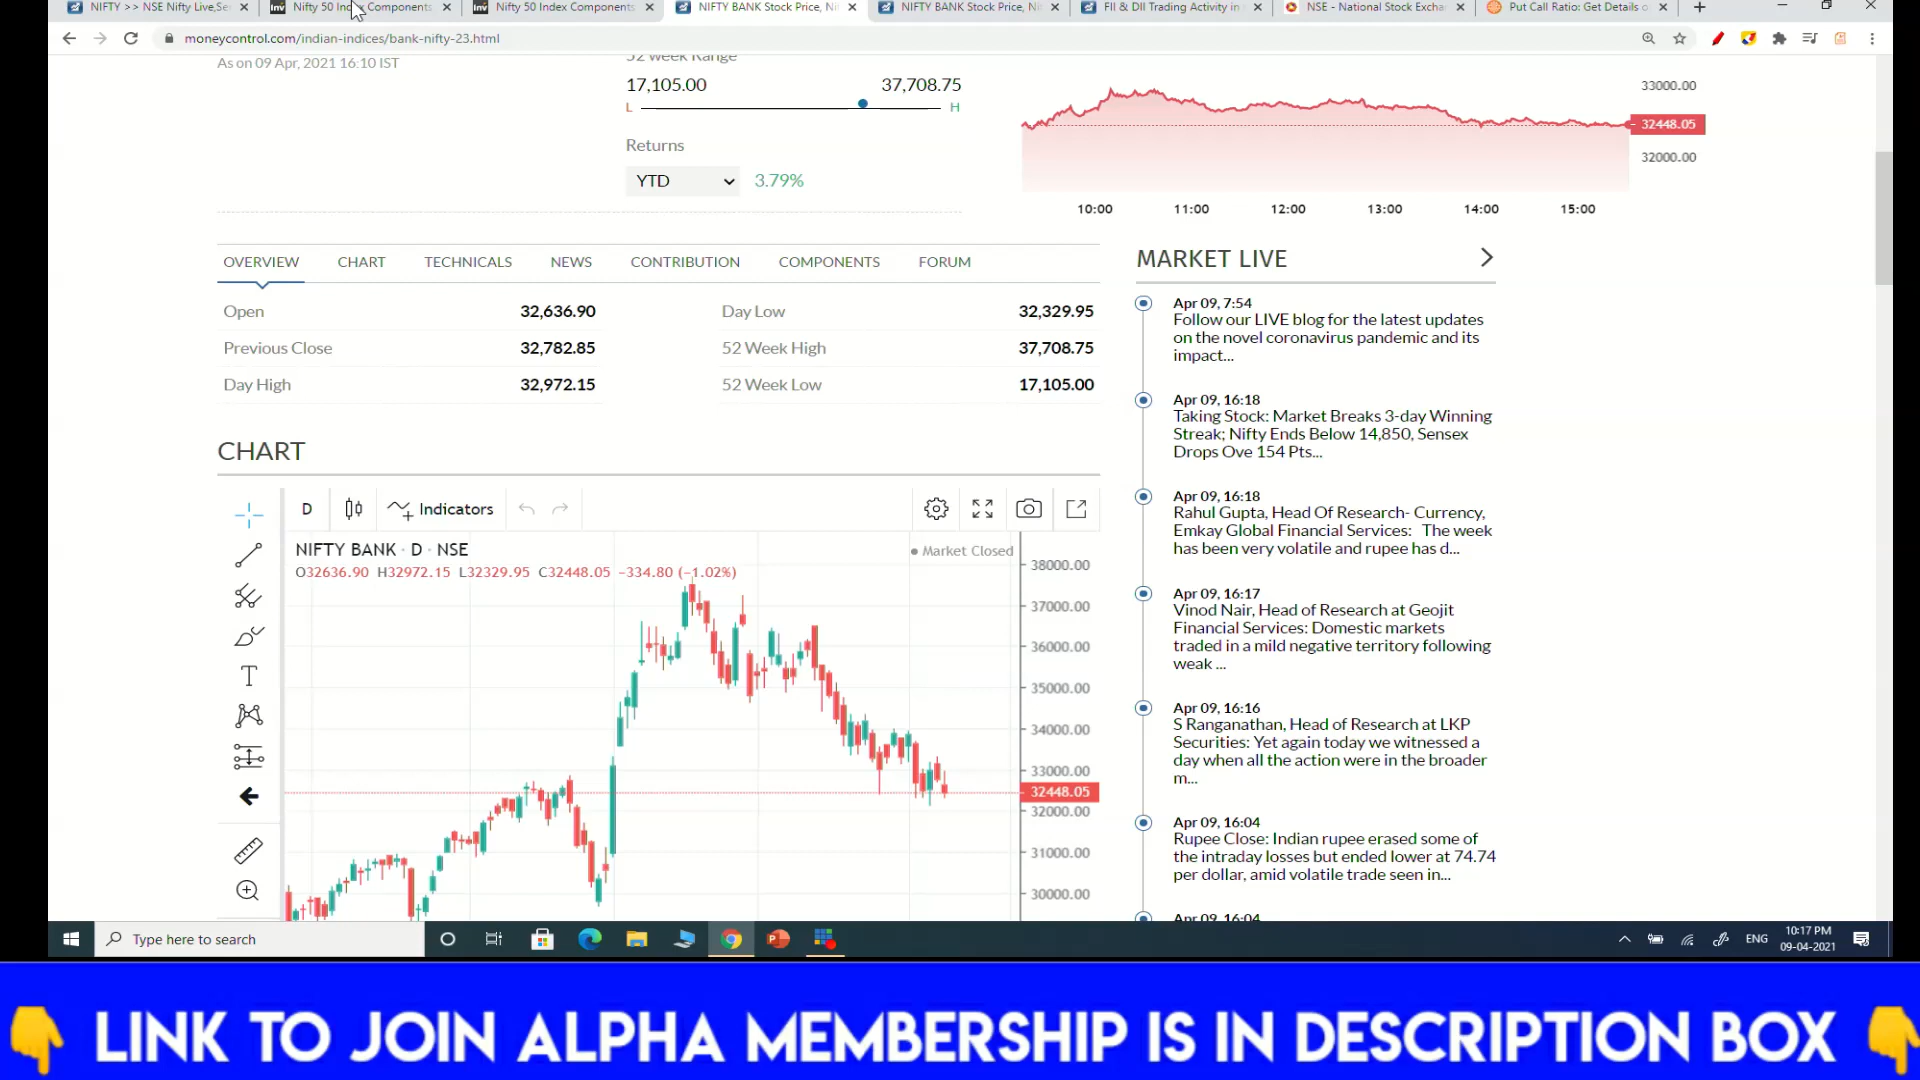 NIFTY >> NSE Nifty Live,Se
Nifty 50 Index Components
Nifty 50 Index Components
NIFTY BANK Stock Price, Ni
NIFTY BANK Stock Price, Ni
FII & DII Trading Activity in
NSE - National Stock Excha
Put Call Ratio: Get Details o
moneycontrol.com/indian-indices/bank-nifty-23.html
As on 09 Apr, 2021 16:10 IST
52 Week Range
17,105.00 37,708.75
L H
Returns
YTD 3.79%
33000.00
32448.05
32000.00
10:00 11:00 12:00 13:00 14:00 15:00
OVERVIEW CHART TECHNICALS NEWS CONTRIBUTION COMPONENTS FORUM
Open 32,636.90 Day Low 32,329.95
Previous Close 32,782.85 52 Week High 37,708.75
Day High 32,972.15 52 Week Low 17,105.00
CHART
D Indicators
NIFTY BANK · D · NSE
Market Closed
O32636.90 H32972.15 L32329.95 C32448.05 −334.80 (−1.02%)
38000.00
37000.00
36000.00
35000.00
34000.00
33000.00
32448.05
32000.00
31000.00
30000.00
MARKET LIVE
Apr 09, 7:54
Follow our LIVE blog for the latest updates
on the novel coronavirus pandemic and its
impact...
Apr 09, 16:18
Taking Stock: Market Breaks 3-day Winning
Streak; Nifty Ends Below 14,850, Sensex
Drops Ove 154 Pts...
Apr 09, 16:18
Rahul Gupta, Head Of Research- Currency,
Emkay Global Financial Services: The week
has been very volatile and rupee has d...
Apr 09, 16:17
Vinod Nair, Head of Research at Geojit
Financial Services: Domestic markets
traded in a mild negative territory following
weak ...
Apr 09, 16:16
S Ranganathan, Head of Research at LKP
Securities: Yet again today we witnessed a
day when all the action were in the broader
m...
Apr 09, 16:04
Rupee Close: Indian rupee erased some of
the intraday losses but ended lower at 74.74
per dollar, amid volatile trade seen in...
Apr 09, 16:04
Type here to search
ENG
10:17 PM
09-04-2021
LINK TO JOIN ALPHA MEMBERSHIP IS IN DESCRIPTION BOX